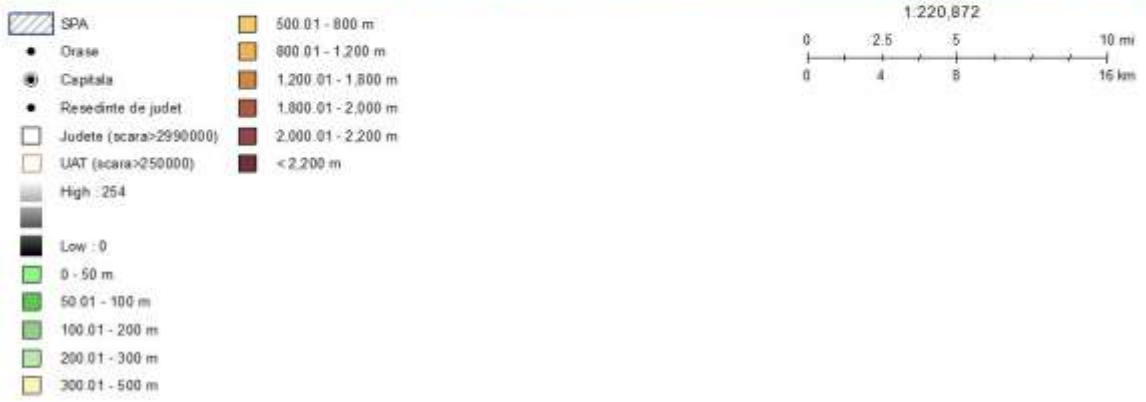 SPA
Orase
Capitala
Resedinte de judet
Judete (scara>2990000)
UAT (scara>250000)
High : 254
Low : 0
0 - 50 m
50.01 - 100 m
100.01 - 200 m
200.01 - 300 m
300.01 - 500 m
500.01 - 800 m
800.01 - 1,200 m
1,200.01 - 1,800 m
1,800.01 - 2,000 m
2,000.01 - 2,200 m
< 2,200 m
1:220,872
0 2.5 5 10 mi
0 4 8 16 km